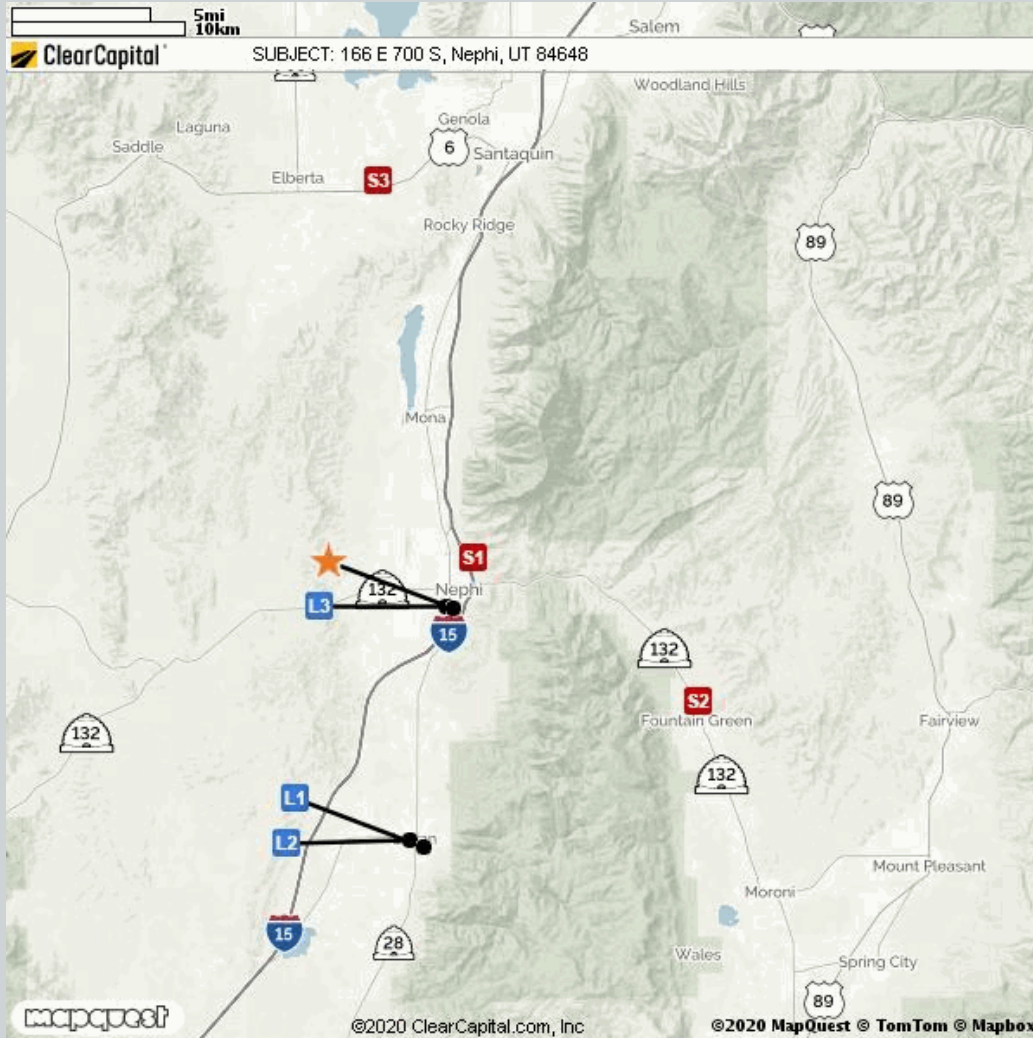 5mi
10km
Salem
ClearCapital
SUBJECT: 166 E 700 S, Nephi, UT 84648
Woodland Hills
Genola
Laguna
6
Saddle
Santaquin
Elberta
S3
Rocky Ridge
89
Mona
89
S1
132
Nephi
L3
15
132
S2
Fountain Green
Fairview
132
132
L1
L2
Mount Pleasant
Moroni
15
28
Wales
Spring City
89
mapquest
©2020 ClearCapital.com, Inc
©2020 MapQuest © TomTom © Mapbox